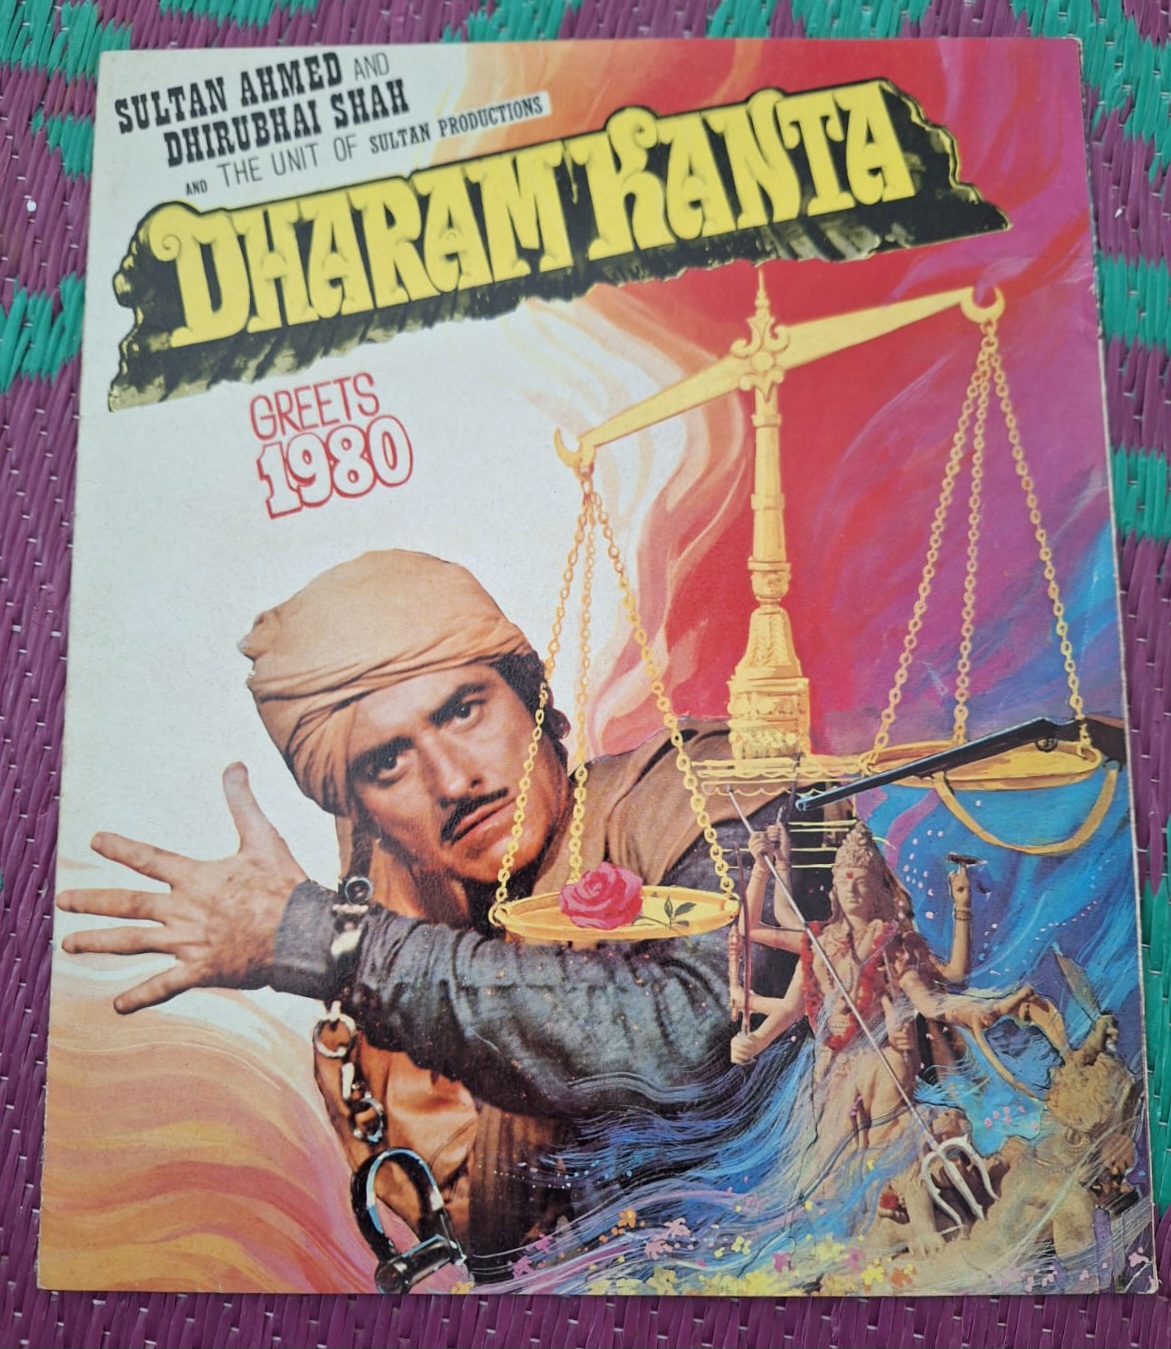 SULTAN AHMED AND
DHIRUBHAI SHAH
AND THE UNIT OF SULTAN PRODUCTIONS
DHARAM KANTA
GREETS
1980